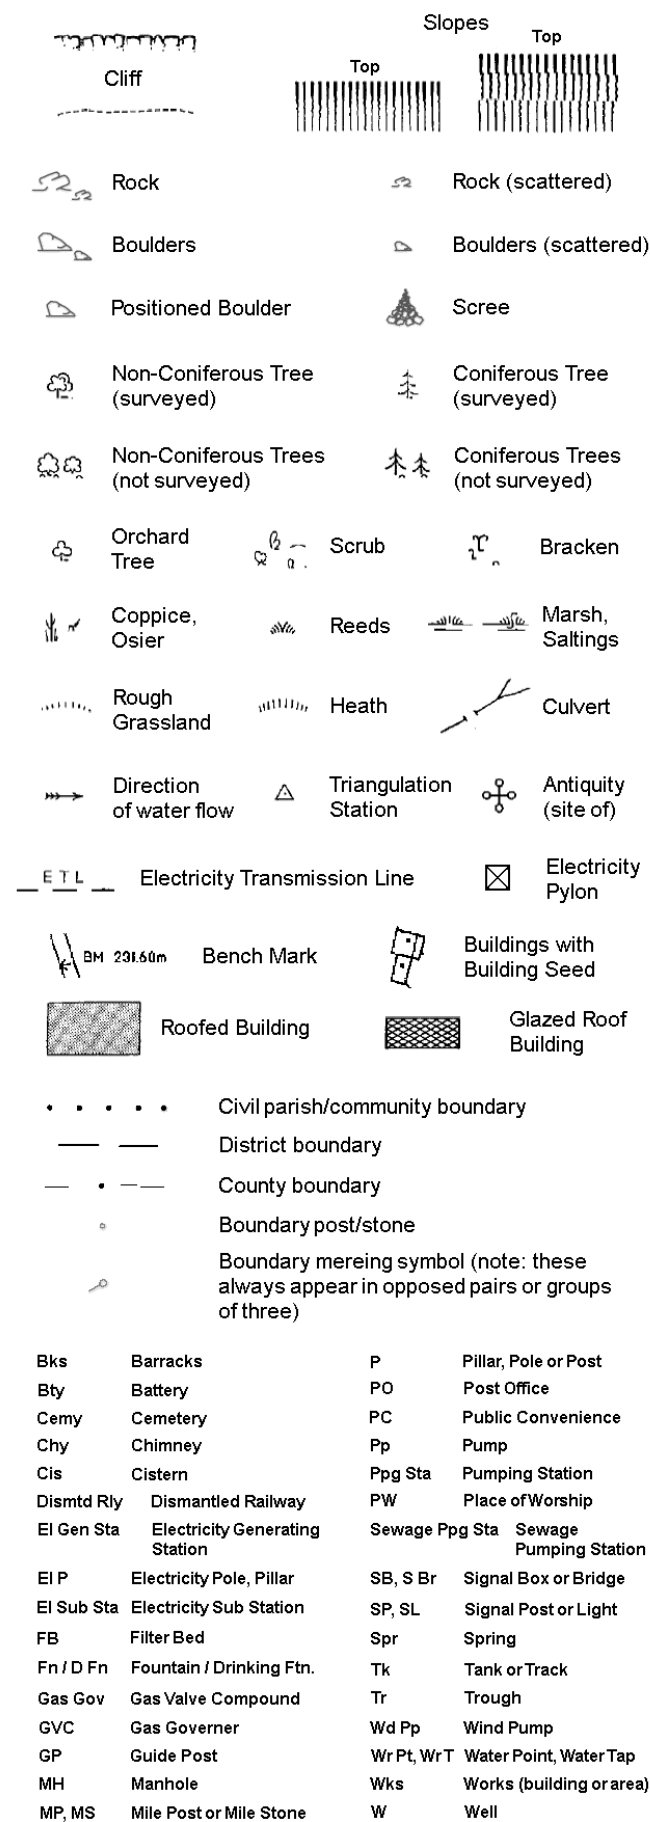 Slopes
Top
Top
Cliff
Rock
Rock (scattered)
Boulders
Boulders (scattered)
Positioned Boulder
Scree
Non-Coniferous Tree
(surveyed)
Coniferous Tree
(surveyed)
Non-Coniferous Trees
(not surveyed)
Coniferous Trees
(not surveyed)
Orchard
Tree
Scrub
Bracken
Coppice,
Osier
Reeds
Marsh,
Saltings
Rough
Grassland
Heath
Culvert
Direction
of water flow
Triangulation
Station
Antiquity
(site of)
E T L
Electricity Transmission Line
Electricity
Pylon
BM 231.60m
Bench Mark
Buildings with
Building Seed
Roofed Building
Glazed Roof
Building
Civil parish/community boundary
District boundary
County boundary
Boundary post/stone
Boundary mereing symbol (note: these
always appear in opposed pairs or groups
of three)
Bks Barracks P Pillar, Pole or Post
Bty Battery PO Post Office
Cemy Cemetery PC Public Convenience
Chy Chimney Pp Pump
Cis Cistern Ppg Sta Pumping Station
Dismtd Rly Dismantled Railway PW Place of Worship
El Gen Sta Electricity Generating
Station
Sewage Ppg Sta Sewage
Pumping Station
El P Electricity Pole, Pillar SB, S Br Signal Box or Bridge
El Sub Sta Electricity Sub Station SP, SL Signal Post or Light
FB Filter Bed Spr Spring
Fn / D Fn Fountain / Drinking Ftn. Tk Tank or Track
Gas Gov Gas Valve Compound Tr Trough
GVC Gas Governer Wd Pp Wind Pump
GP Guide Post Wr Pt, Wr T Water Point, Water Tap
MH Manhole Wks Works (building or area)
MP, MS Mile Post or Mile Stone W Well